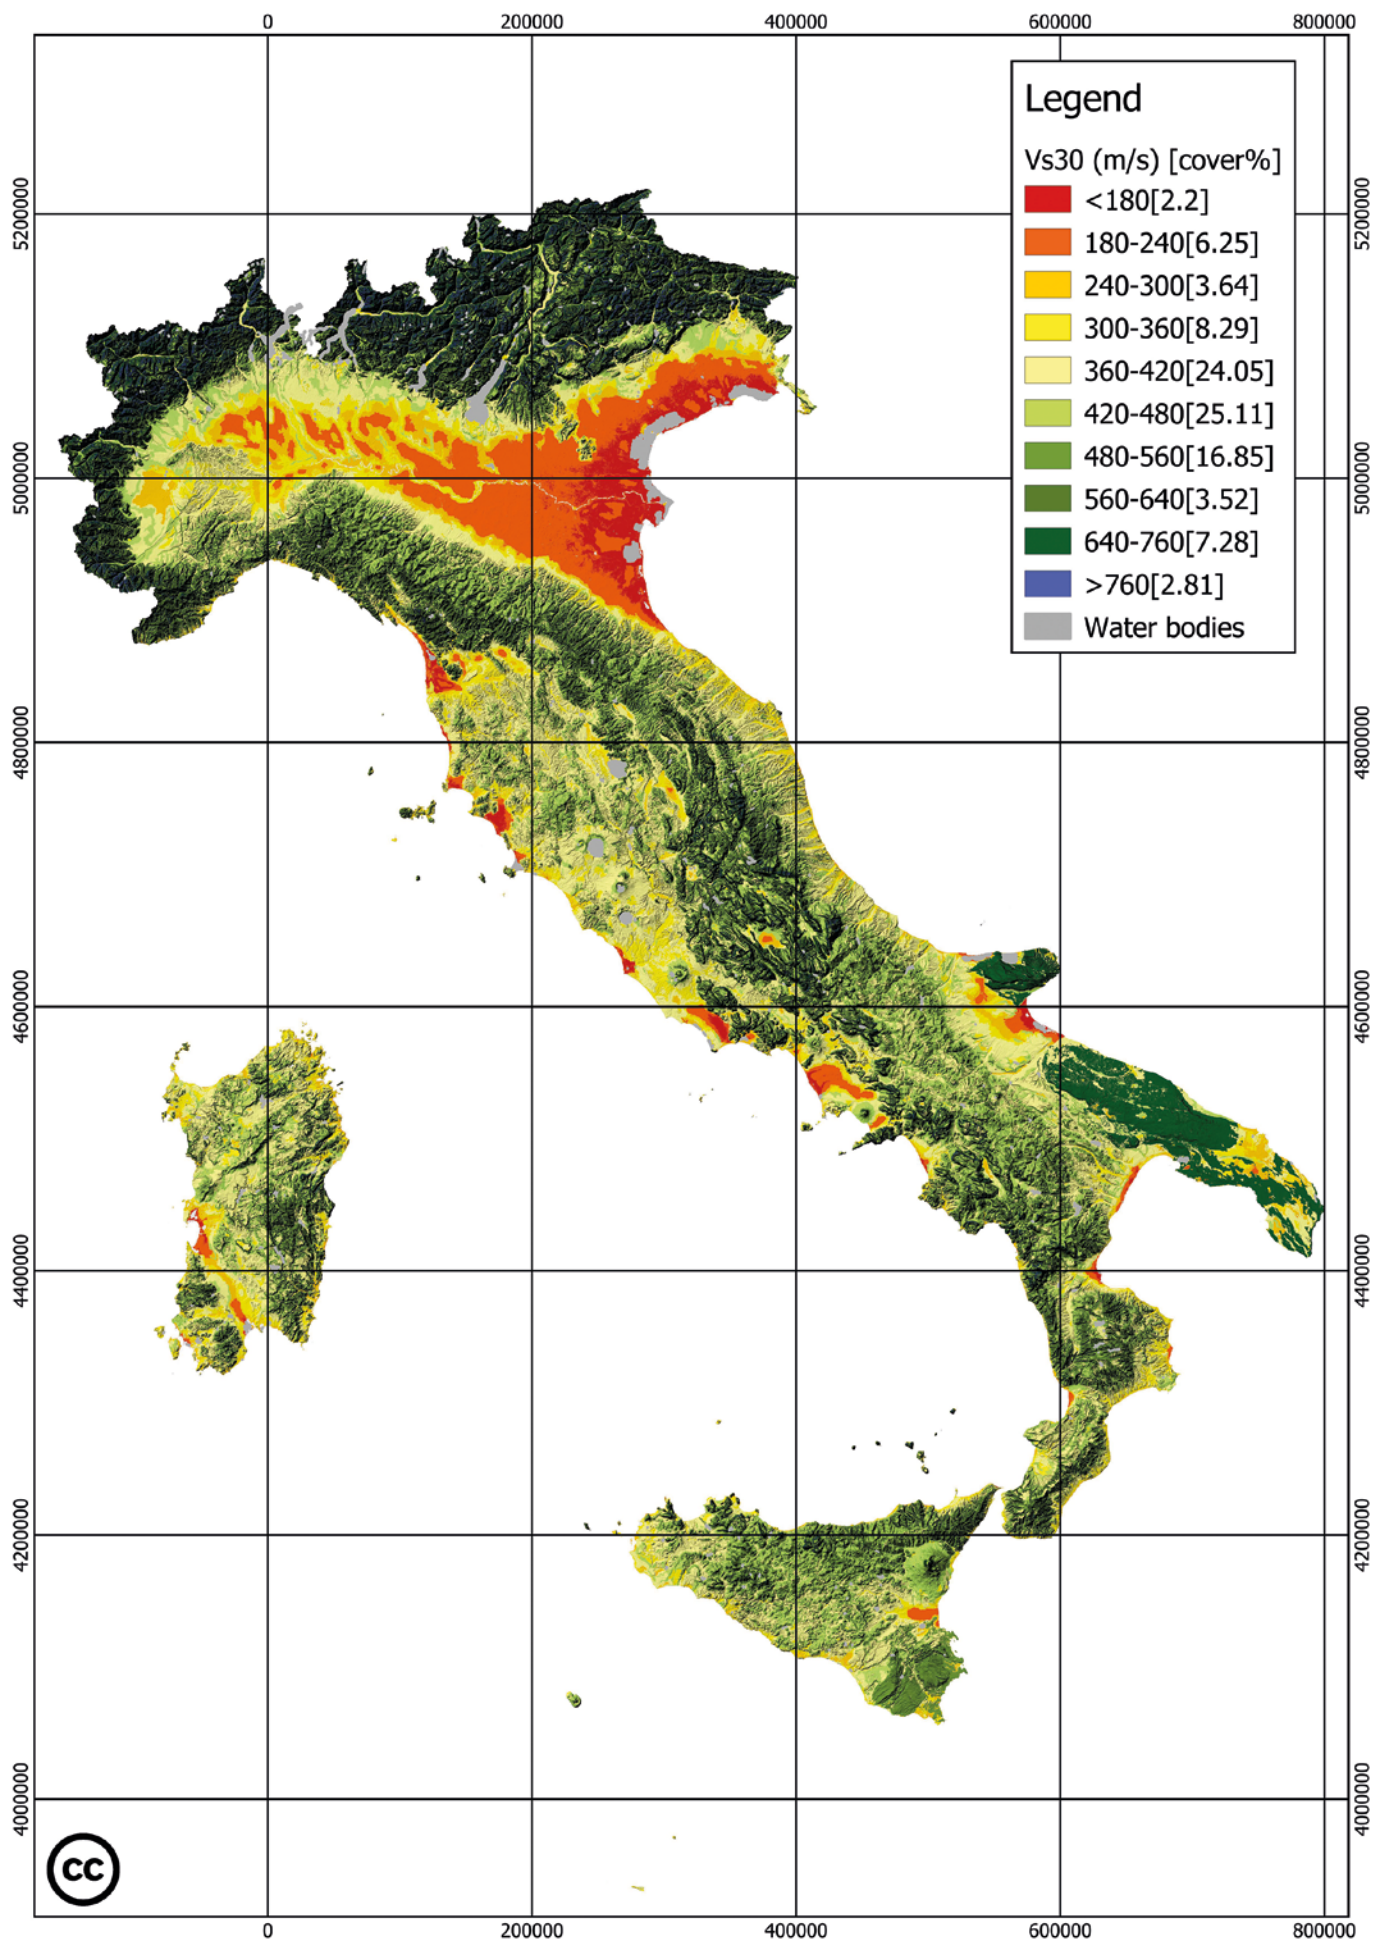 0 200000 400000 600000 800000
Legend
Vs30 (m/s) [cover%]
<180[2.2]
180-240[6.25]
240-300[3.64]
300-360[8.29]
360-420[24.05]
420-480[25.11]
480-560[16.85]
560-640[3.52]
640-760[7.28]
>760[2.81]
Water bodies
5200000 5200000
5000000 5000000
4800000 4800000
4600000 4600000
4400000 4400000
4200000 4200000
4000000 4000000
cc
0 200000 400000 600000 800000